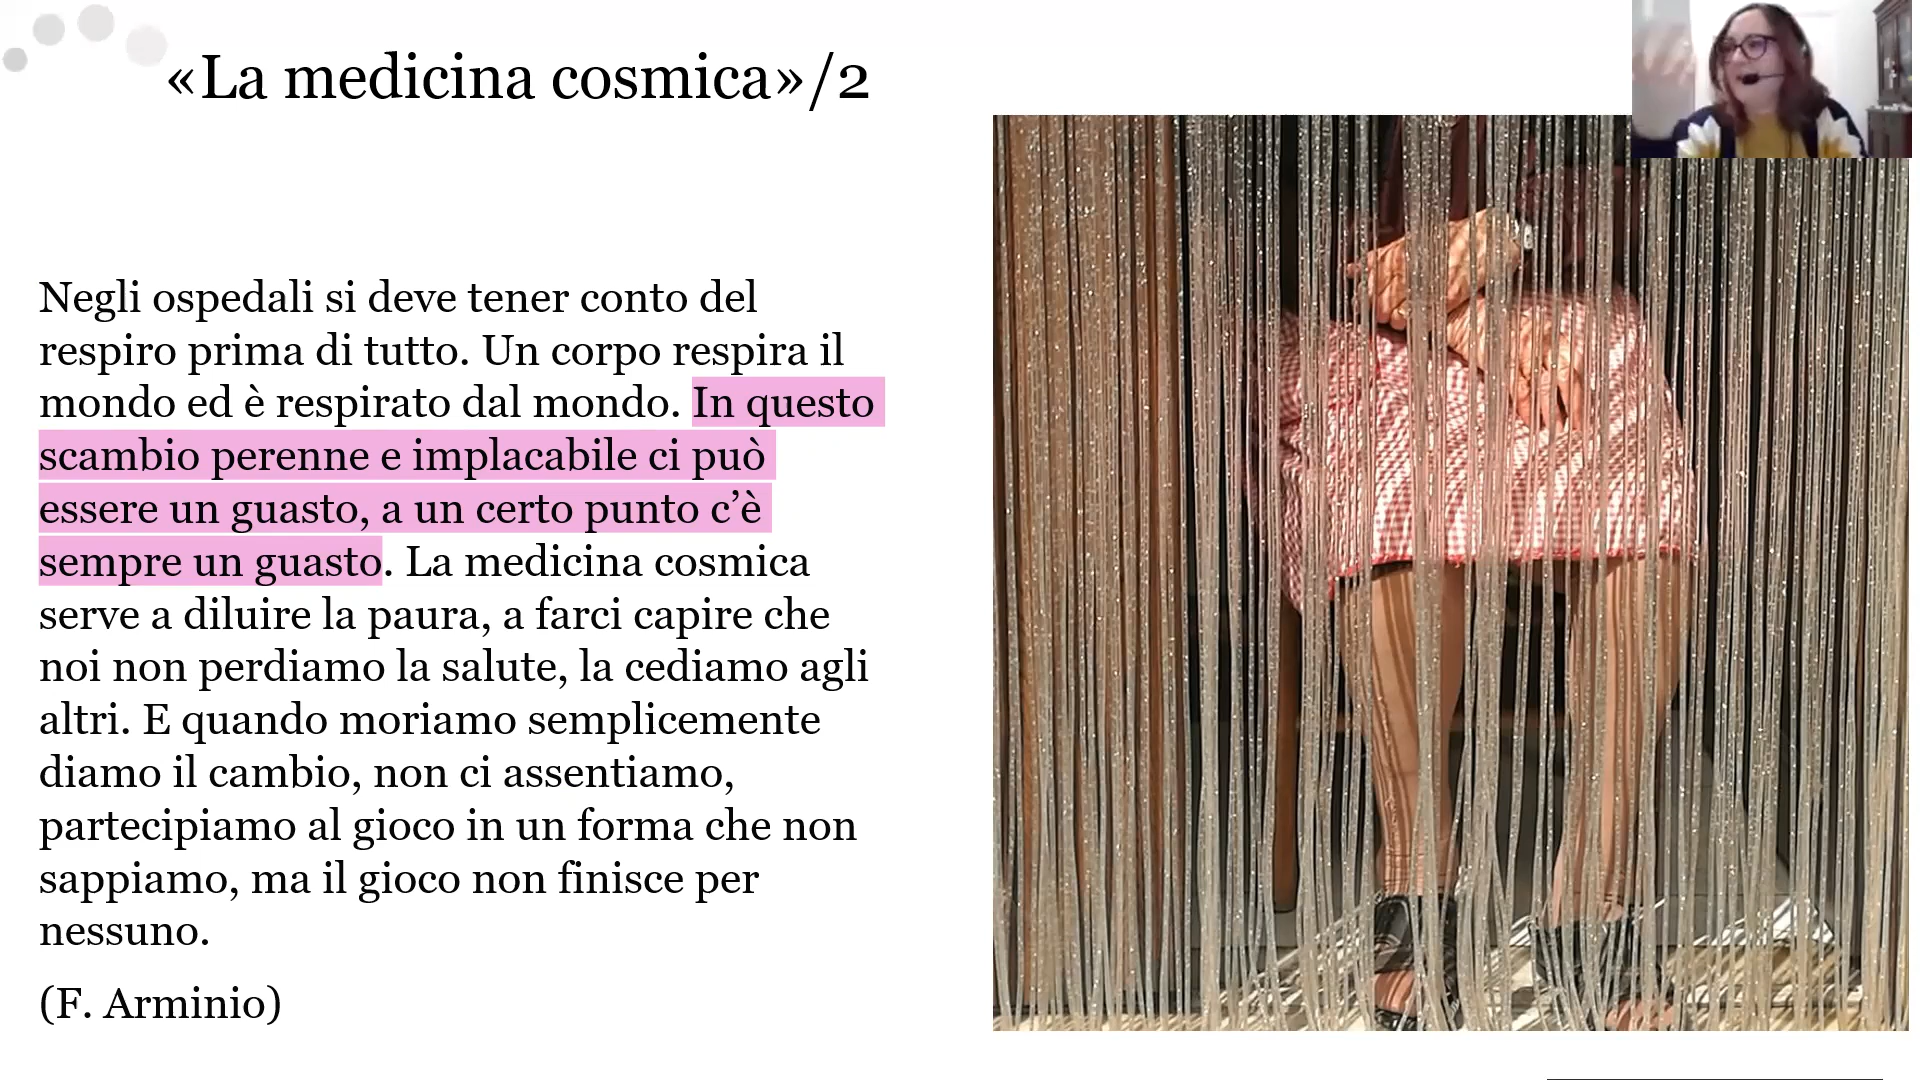 «La medicina cosmica»/2
Negli ospedali si deve tener conto del
respiro prima di tutto. Un corpo respira il
mondo ed è respirato dal mondo. In questo
scambio perenne e implacabile ci può
essere un guasto, a un certo punto c’è
sempre un guasto. La medicina cosmica
serve a diluire la paura, a farci capire che
noi non perdiamo la salute, la cediamo agli
altri. E quando moriamo semplicemente
diamo il cambio, non ci assentiamo,
partecipiamo al gioco in un forma che non
sappiamo, ma il gioco non finisce per
nessuno.
(F. Arminio)